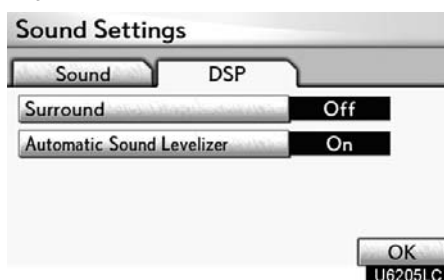 Sound Settings
Sound DSP
Surround Off
Automatic Sound Levelizer On
OK
U6205LC